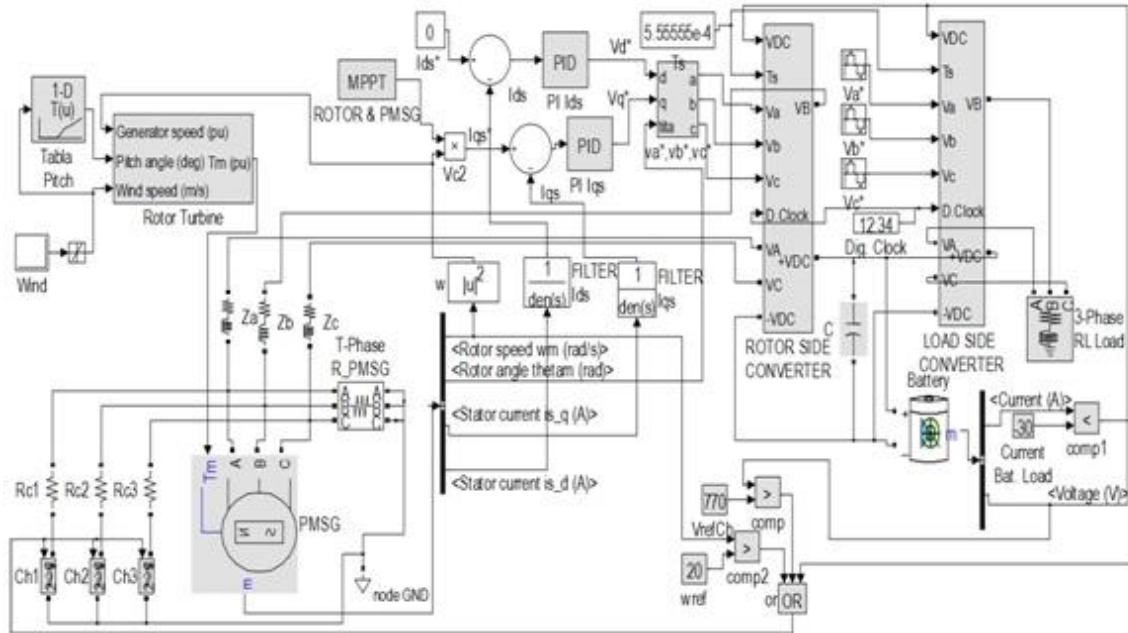 0
Ids*
Ids
PID
PI Ids
Vd*
5.55555e-4
Ts
MPPT
ROTOR & PMSG
Iqs*
×
Vc2
Iqs
PID
PI Iqs
Vq*
d
q
a
b
c
va*,vb*,vc*
1-D
T(u)
Tabla
Pitch
Generator speed (pu)
Pitch angle (deg) Tm (pu)
Wind speed (m/s)
Rotor Turbine
Wind
VDC
Ts
Va
VB
Vb
Vc
D.Clock
VA
+VDC
VC
-VDC
ROTOR SIDE
CONVERTER
Va*
Vb*
Vc*
12.34
Dig. Clock
VDC
Ts
Va
VB
Vb
Vc
D.Clock
VA
+VDC
VC
-VDC
LOAD SIDE
CONVERTER
A
B
C
3-Phase
RL Load
C
w
|u|2
1
den(s)
FILTER
Ids
1
den(s)
FILTER
Iqs
Za
Zb
Zc
T-Phase
R_PMSG
A
A
C
C
<Rotor speed wm (rad/s)>
<Rotor angle thetam (rad)>
<Stator current is_q (A)>
<Stator current is_d (A)>
Battery
+
-
m
<Current (A)>
.30
Current
Bat. Load
<
comp1
<Voltage (V)>
Rc1
Rc2
Rc3
Tm
A
B
C
Tm
N
PMSG
m
Ch1
Ch2
Ch3
node GND
770
VrefCh
>
comp
>
comp2
20
wref
or
OR